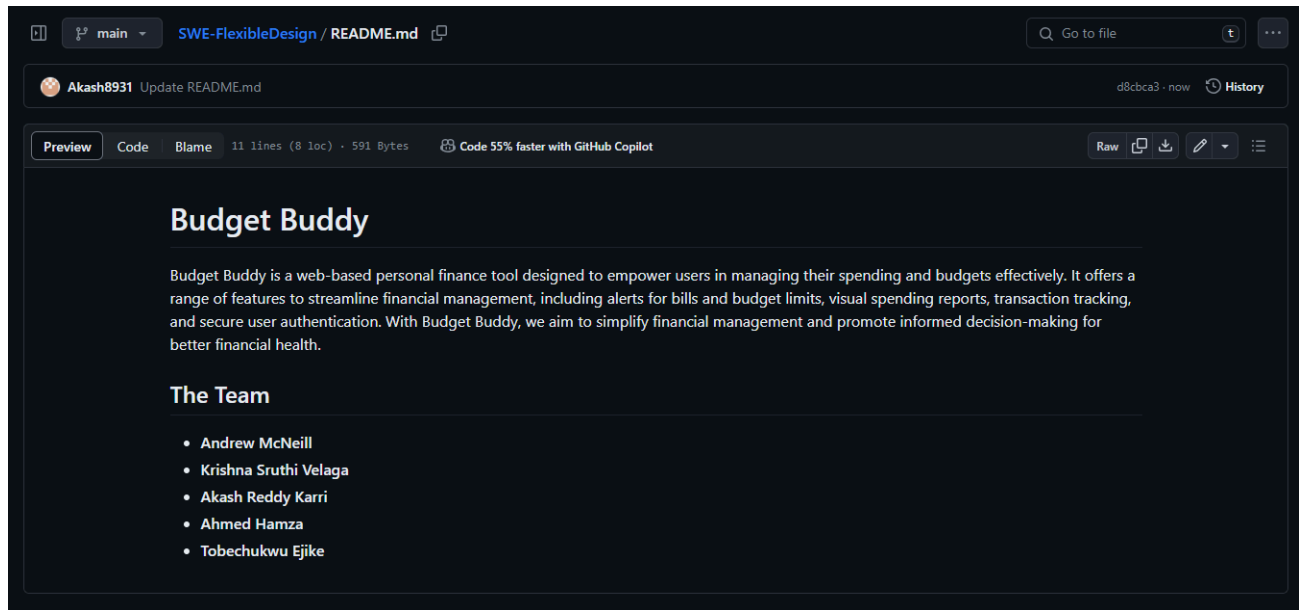 main
SWE-FlexibleDesign / README.md
Go to file
t
Akash8931 Update README.md
d8cbca3 · now
History
Preview
Code
Blame
11 lines (8 loc) · 591 Bytes
Code 55% faster with GitHub Copilot
Raw
Budget Buddy
Budget Buddy is a web-based personal finance tool designed to empower users in managing their spending and budgets effectively. It offers a
range of features to streamline financial management, including alerts for bills and budget limits, visual spending reports, transaction tracking,
and secure user authentication. With Budget Buddy, we aim to simplify financial management and promote informed decision-making for
better financial health.
The Team
• Andrew McNeill
• Krishna Sruthi Velaga
• Akash Reddy Karri
• Ahmed Hamza
• Tobechukwu Ejike